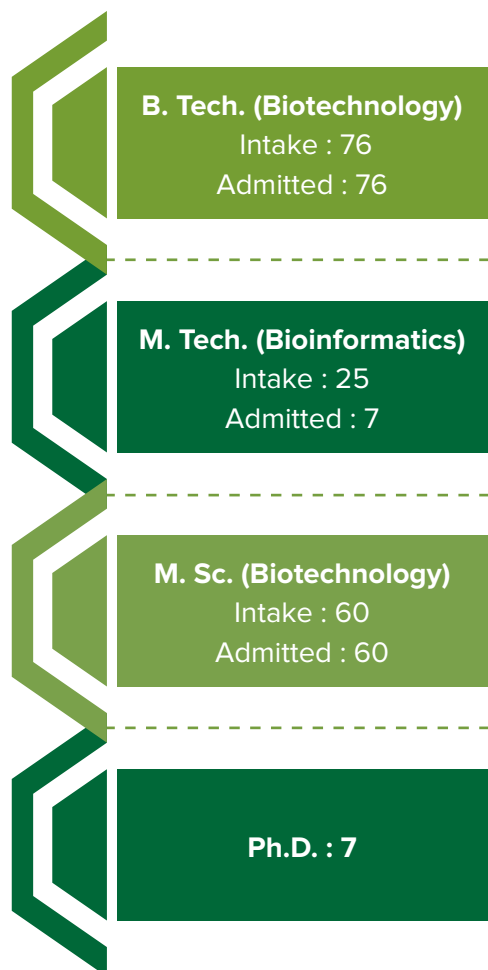 B. Tech. (Biotechnology)
Intake : 76
Admitted : 76
M. Tech. (Bioinformatics)
Intake : 25
Admitted : 7
M. Sc. (Biotechnology)
Intake : 60
Admitted : 60
Ph.D. : 7